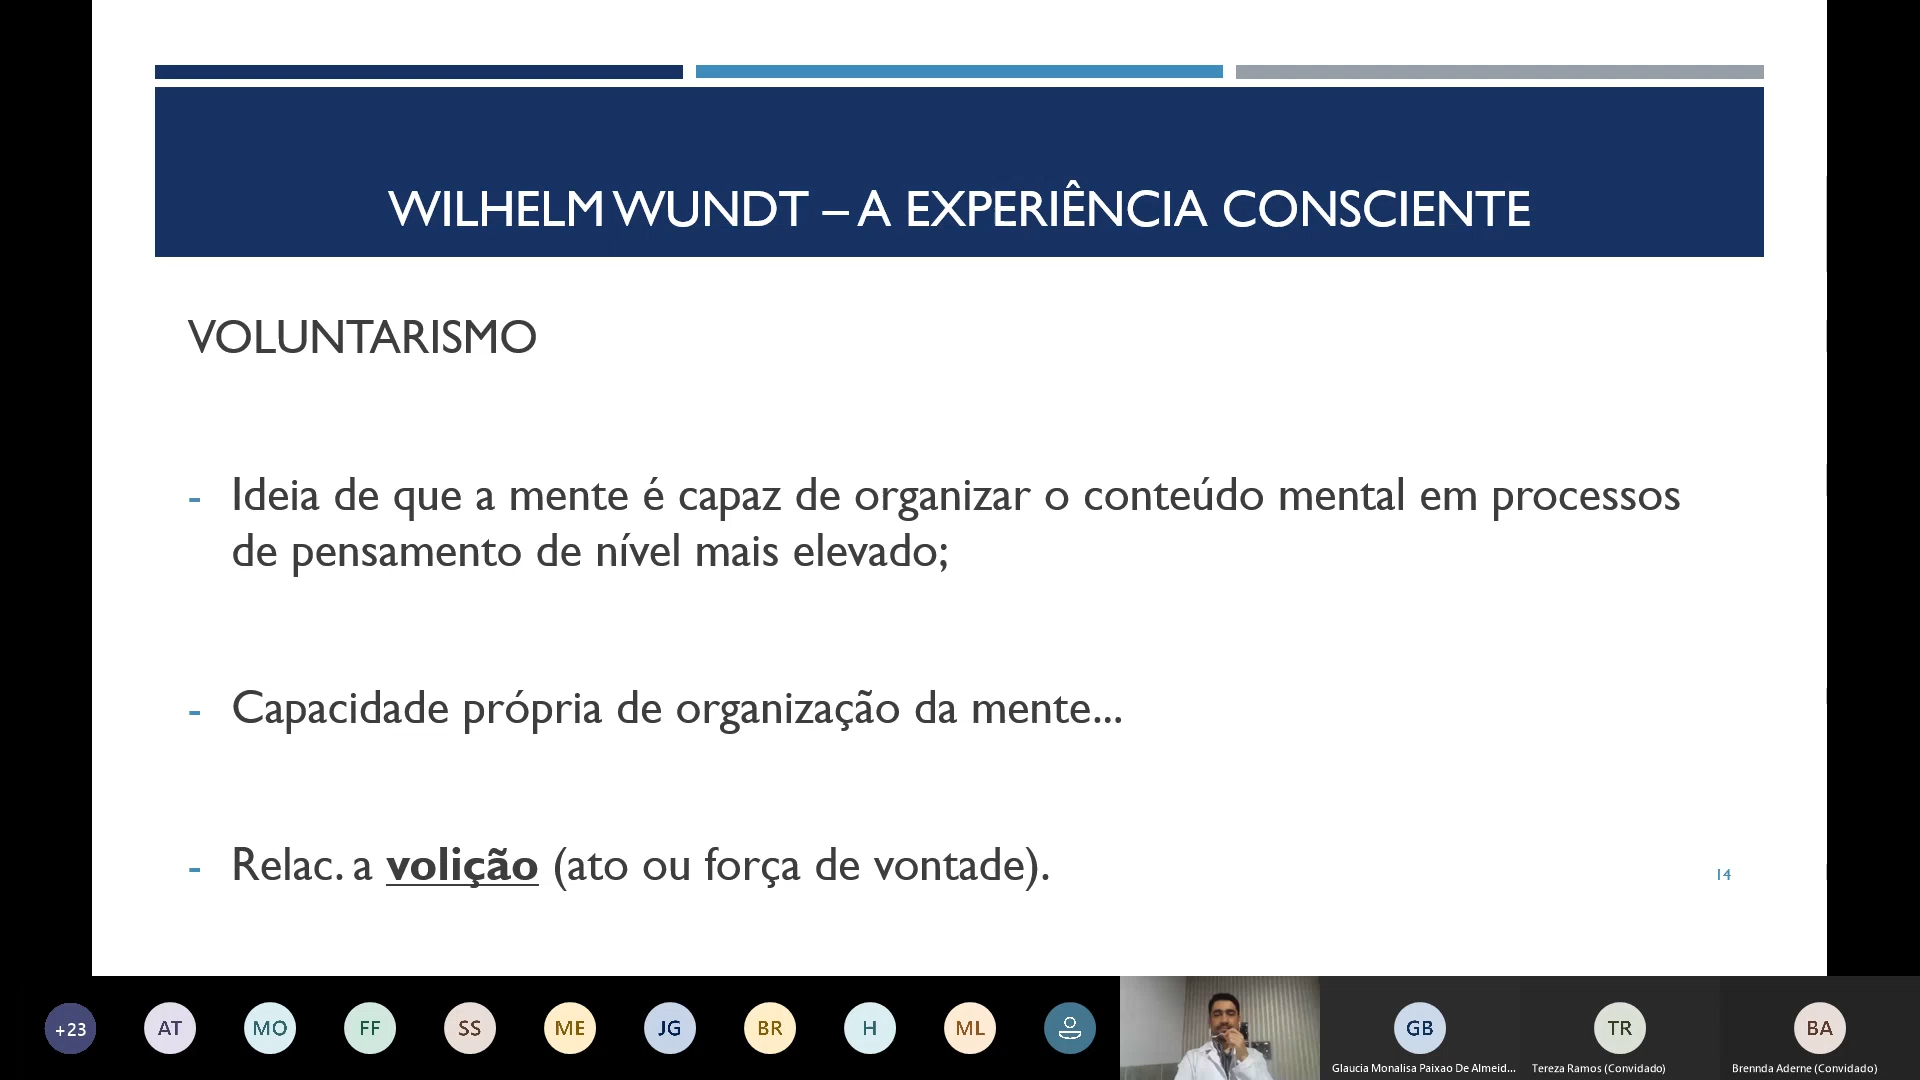 WILHELM WUNDT – A EXPERIÊNCIA CONSCIENTE
VOLUNTARISMO
- Ideia de que a mente é capaz de organizar o conteúdo mental em processos
de pensamento de nível mais elevado;
- Capacidade própria de organização da mente...
- Relac. a volição (ato ou força de vontade).
14
+23 AT MO FF SS ME JG BR H ML GB TR BA
Glaucia Monalisa Paixao De Almeid... Tereza Ramos (Convidado) Brennda Aderne (Convidado)